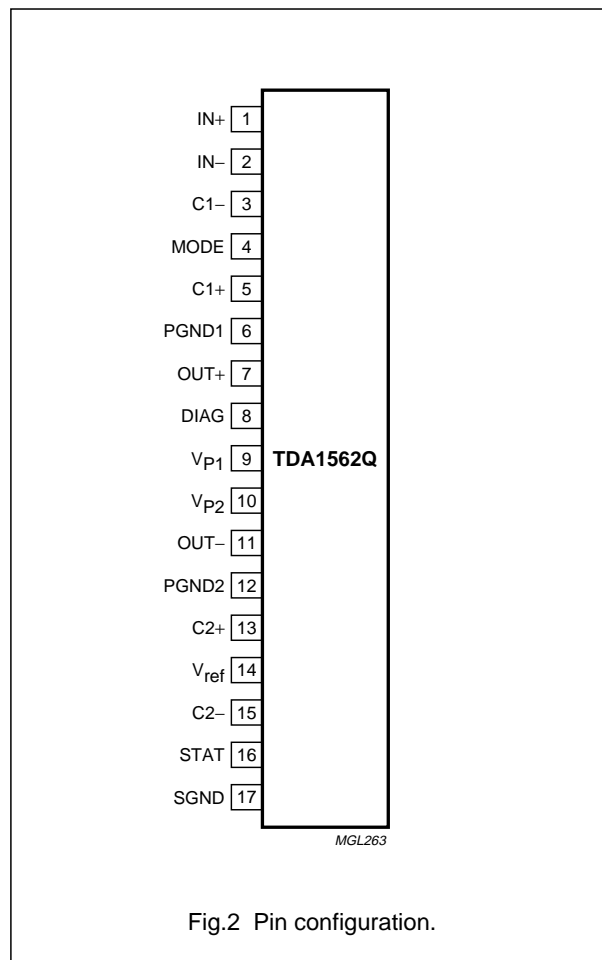 IN+ 1
IN− 2
C1− 3
MODE 4
C1+ 5
PGND1 6
OUT+ 7
DIAG 8
VP1 9 TDA1562Q
VP2 10
OUT− 11
PGND2 12
C2+ 13
Vref 14
C2− 15
STAT 16
SGND 17
MGL263
Fig.2 Pin configuration.